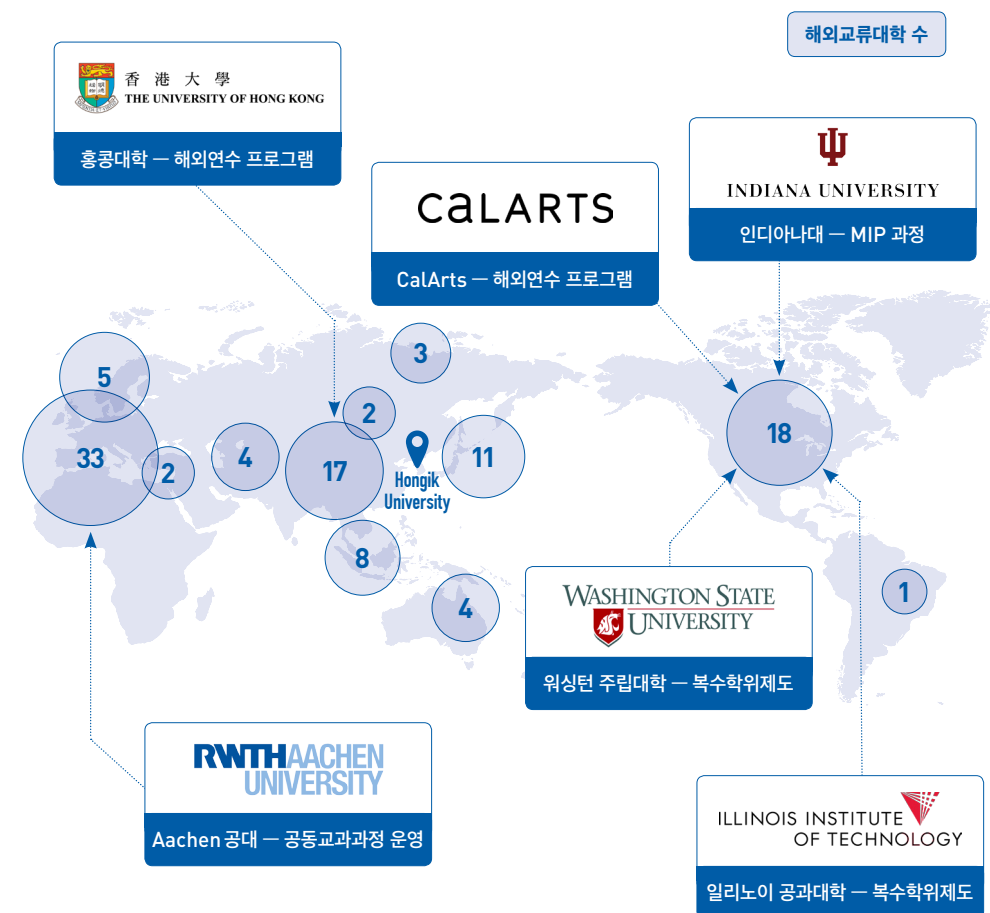 해외교류대학 수
香港大學
THE UNIVERSITY OF HONG KONG
홍콩대학 — 해외연수 프로그램
CALARTS
CalArts — 해외연수 프로그램
INDIANA UNIVERSITY
인디아나대 — MIP 과정
5
33
2
4
17
2
3
Hongik
University
11
8
4
18
1
WASHINGTON STATE
UNIVERSITY
워싱턴 주립대학 — 복수학위제도
RWTHAACHEN
UNIVERSITY
Aachen 공대 — 공동교과과정 운영
ILLINOIS INSTITUTE
OF TECHNOLOGY
일리노이 공과대학 — 복수학위제도